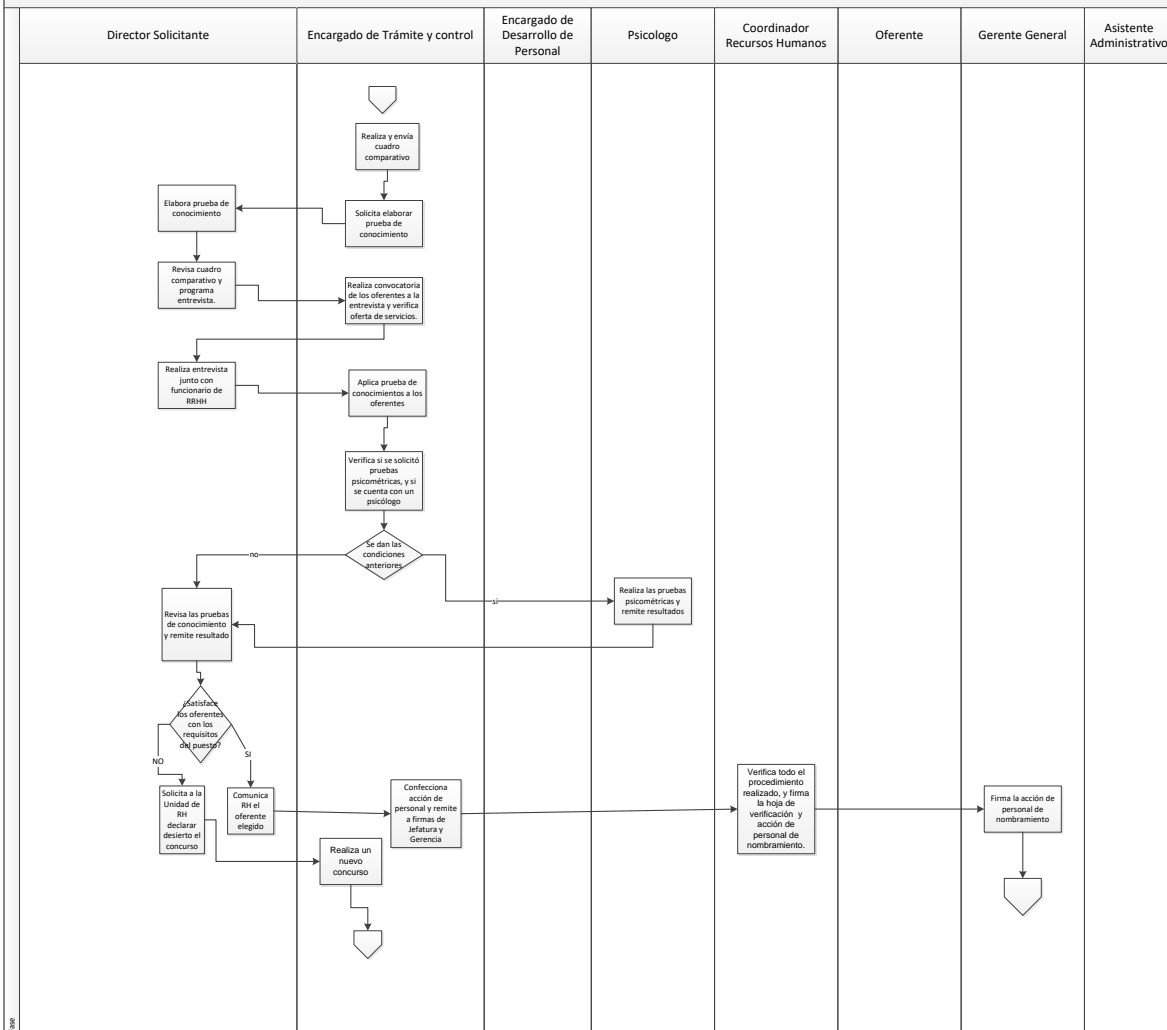 Director Solicitante
Encargado de Trámite y control
Encargado de
Desarrollo de
Personal
Psicologo
Coordinador
Recursos Humanos
Oferente
Gerente General
Asistente
Administrativo
Realiza y envía
cuadro
comparativo
Elabora prueba de
conocimiento
Solicita elaborar
prueba de
conocimiento
Revisa cuadro
comparativo y
programa
entrevista.
Realiza convocatoria
de los oferentes a la
entrevista y verifica
oferta de servicios.
Realiza entrevista
junto con
funcionario de
RRHH
Aplica prueba de
conocimientos a los
oferentes
Verifica si se solicitó
pruebas
psicométricas, y si
se cuenta con un
psicólogo
Se dan las
condiciones
anteriores
no
si
Realiza las pruebas
psicométricas y
remite resultados
Revisa las pruebas
de conocimiento
y remite resultado
¿Satisface
los oferentes
con los
requisitos
del puesto?
NO
SI
Solicita a la
Unidad de
RH
declarar
desierto el
concurso
Comunica
RH el
oferente
elegido
Confecciona
acción de
personal y remite
a firmas de
Jefatura y
Gerencia
Realiza un
nuevo
concurso
Verifica todo el
procedimiento
realizado, y firma
la hoja de
verificación y
acción de
personal de
nombramiento.
Firma la acción de
personal de
nombramiento